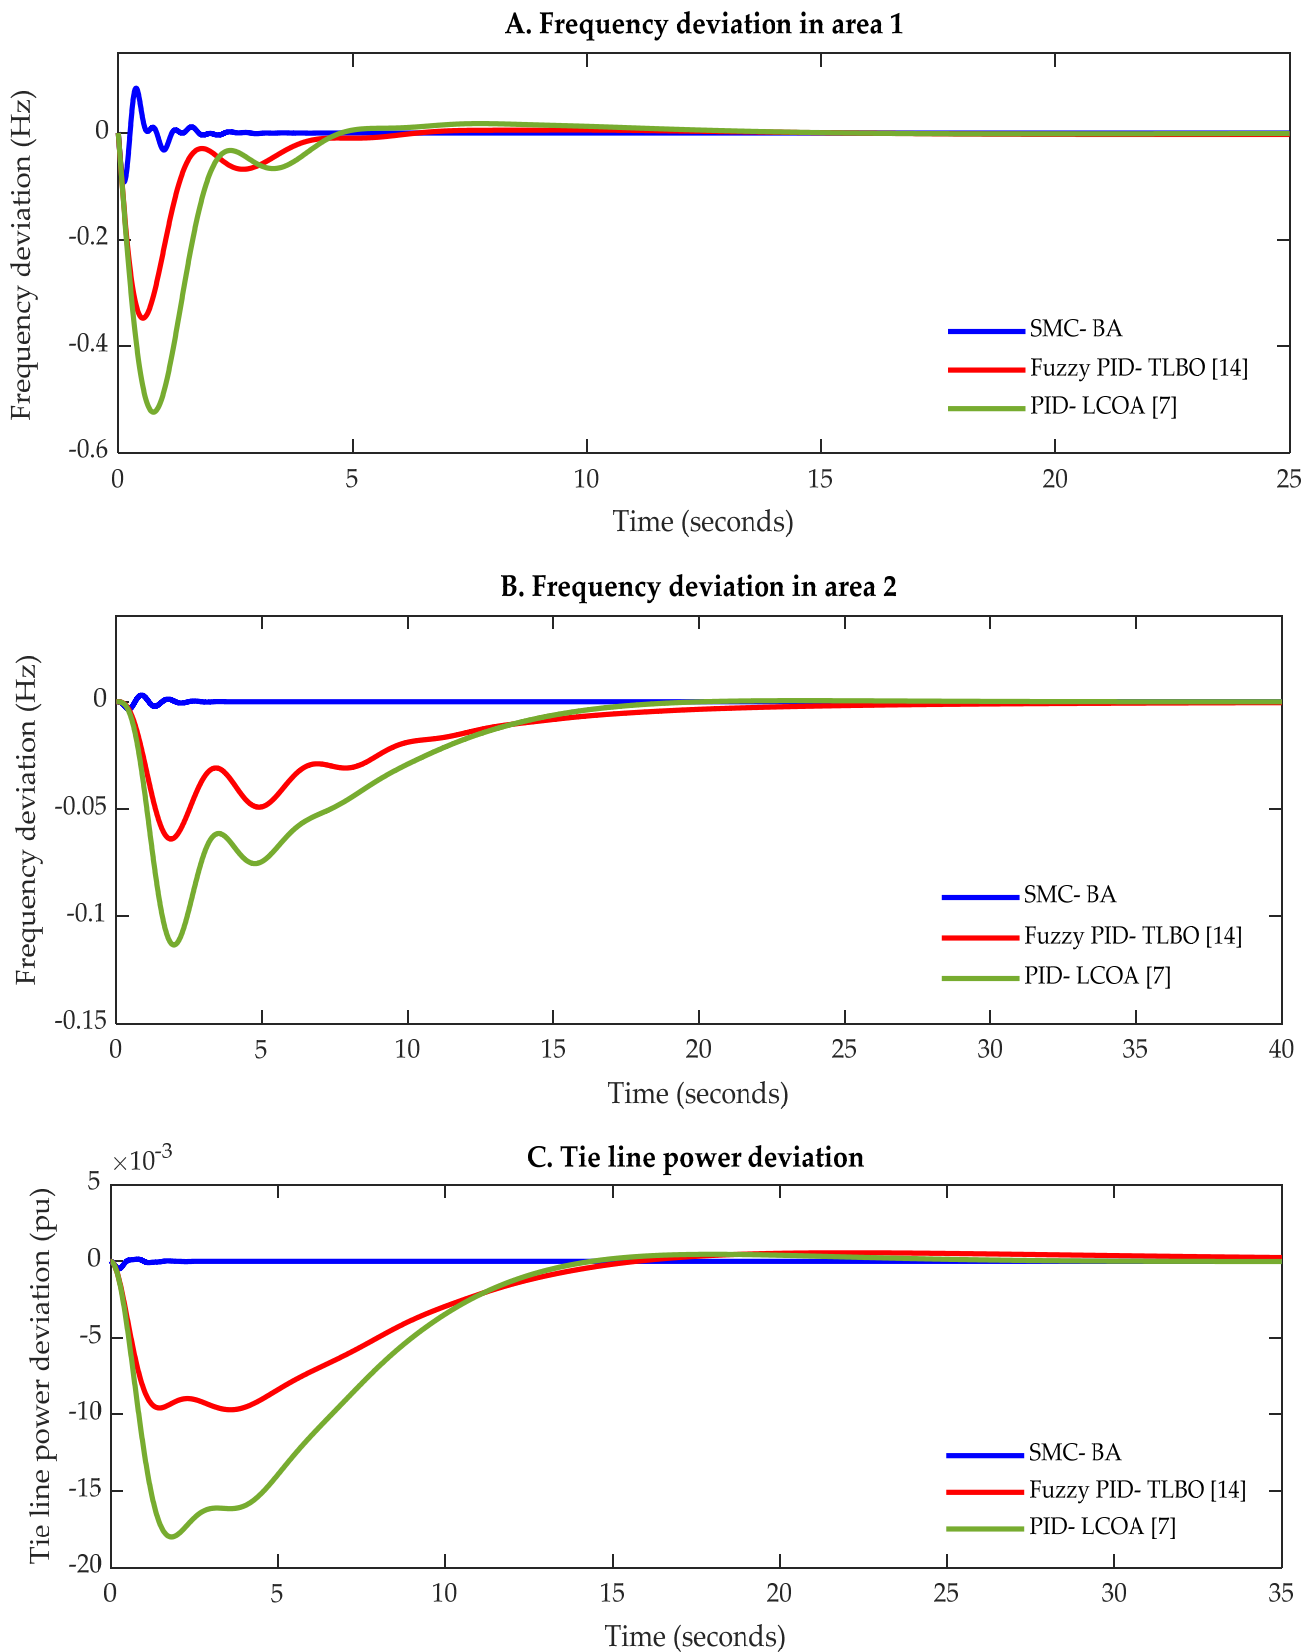 A. Frequency deviation in area 1
Frequency deviation (Hz)
0
-0.2
-0.4
-0.6
0 5 10 15 20 25
Time (seconds)
SMC- BA
Fuzzy PID- TLBO [14]
PID- LCOA [7]
B. Frequency deviation in area 2
Frequency deviation (Hz)
0
-0.05
-0.1
-0.15
0 5 10 15 20 25 30 35 40
Time (seconds)
SMC- BA
Fuzzy PID- TLBO [14]
PID- LCOA [7]
C. Tie line power deviation
×10-3
Tie line power deviation (pu)
5
0
-5
-10
-15
-20
0 5 10 15 20 25 30 35
Time (seconds)
SMC- BA
Fuzzy PID- TLBO [14]
PID- LCOA [7]